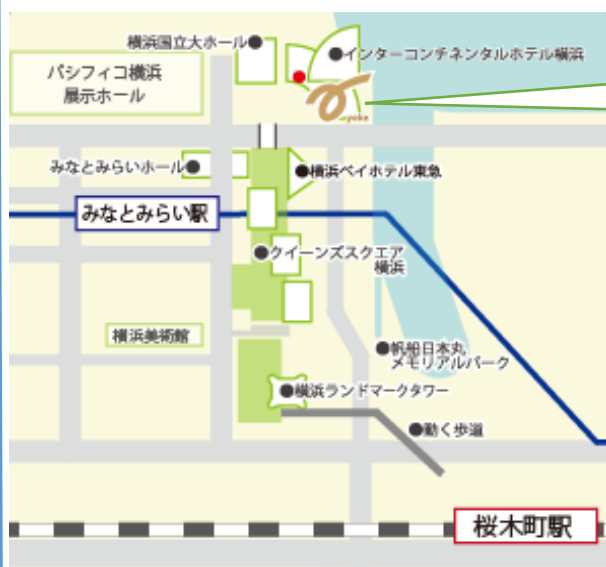 横浜国立大ホール●
●インターコンチネンタルホテル横浜
パシフィコ横浜
展示ホール
yoke
みなとみらいホール●
●横浜ベイホテル東急
みなとみらい駅
●クイーンズスクエア
横浜
横浜美術館
●帆船日本丸
メモリアルパーク
●横浜ランドマークタワー
●動く歩道
桜木町駅